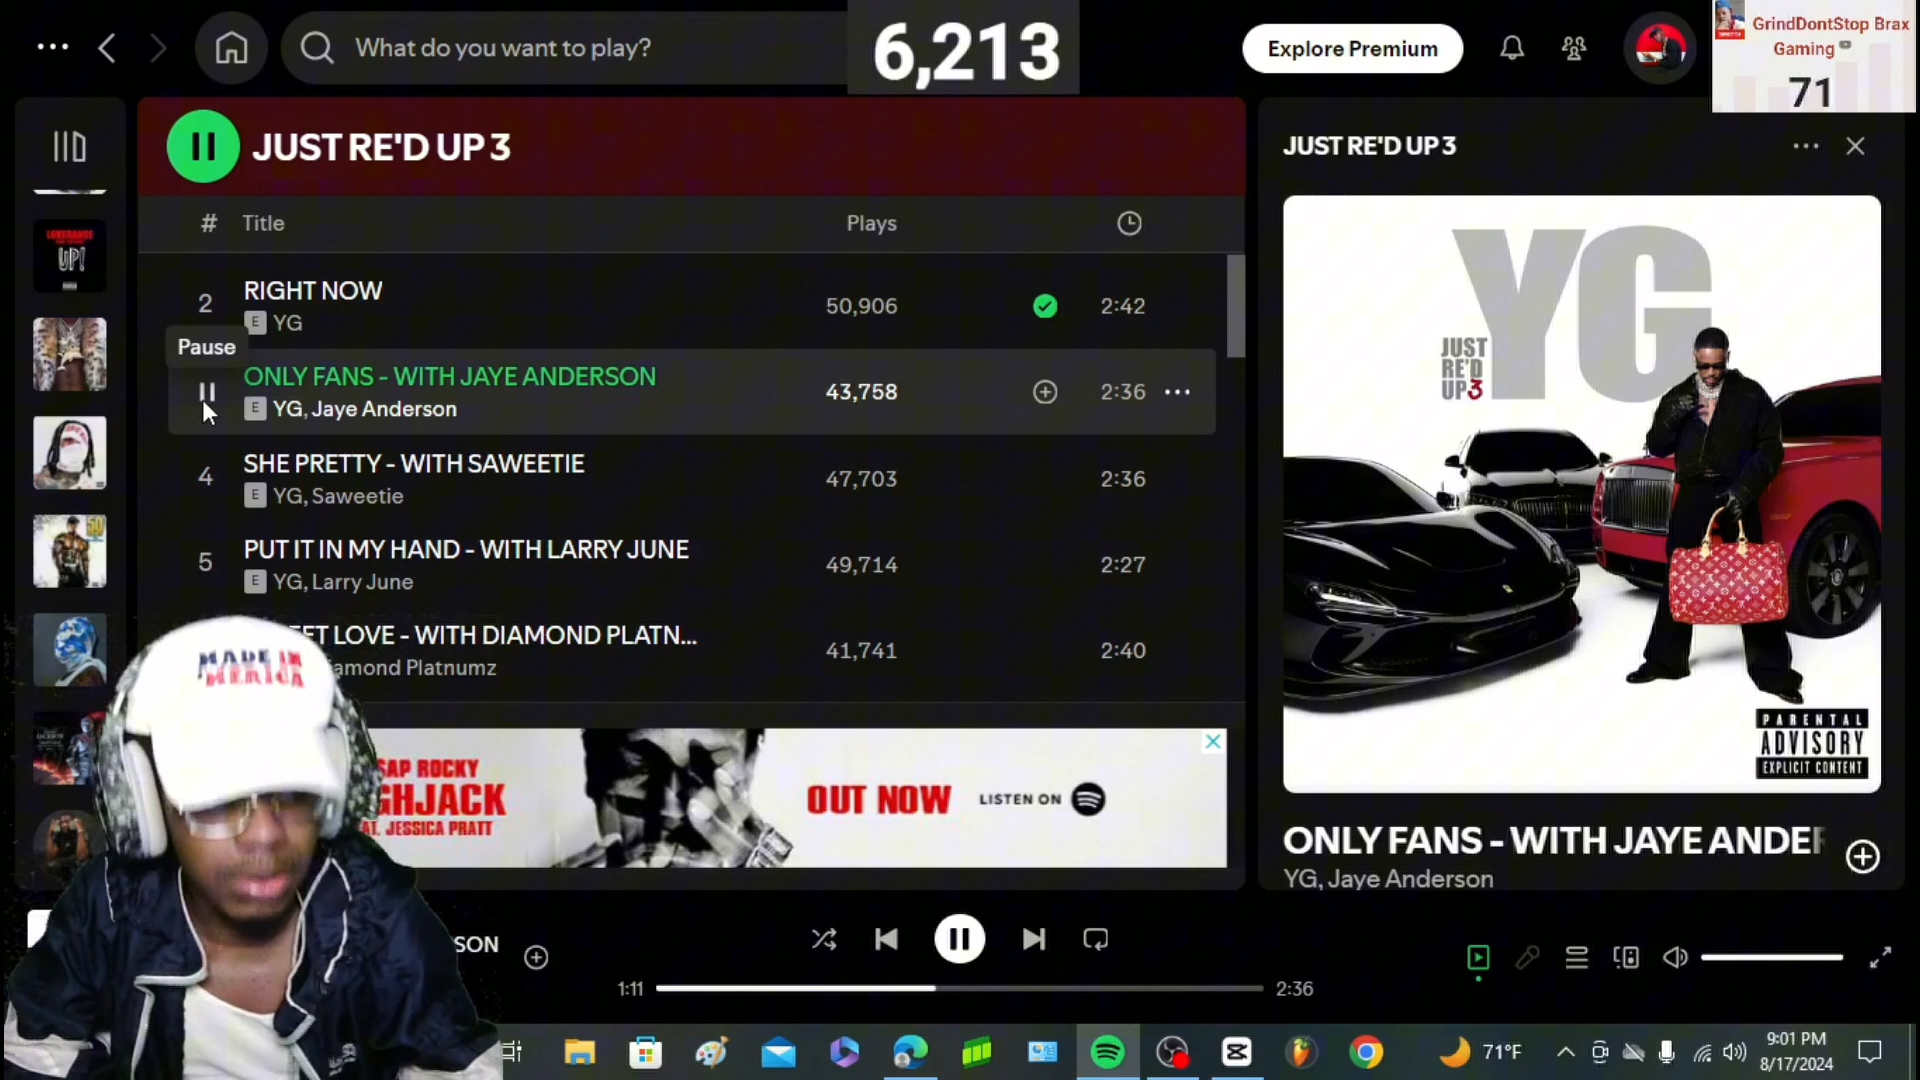 What do you want to play?
6,213
Explore Premium
GrindDontStop Brax
Gaming
71
JUST RE'D UP 3
# Title Plays
2 RIGHT NOW 50,906 2:42
E YG
Pause
ONLY FANS - WITH JAYE ANDERSON 43,758 2:36
E YG, Jaye Anderson
4 SHE PRETTY - WITH SAWEETIE 47,703 2:36
E YG, Saweetie
5 PUT IT IN MY HAND - WITH LARRY JUNE 49,714 2:27
E YG, Larry June
LOVE - WITH DIAMOND PLATN... 41,741 2:40
Platnumz
MADE IN
MERICA
ROCKY
OUT NOW LISTEN ON
FEAT. JESSICA PRATT
JUST RE'D UP 3
YG
JUST
RE'D
UP3
PARENTAL
ADVISORY
EXPLICIT CONTENT
ONLY FANS - WITH JAYE ANDER
YG, Jaye Anderson
UP!
50
SON
1:11 2:36
71°F
9:01 PM
8/17/2024